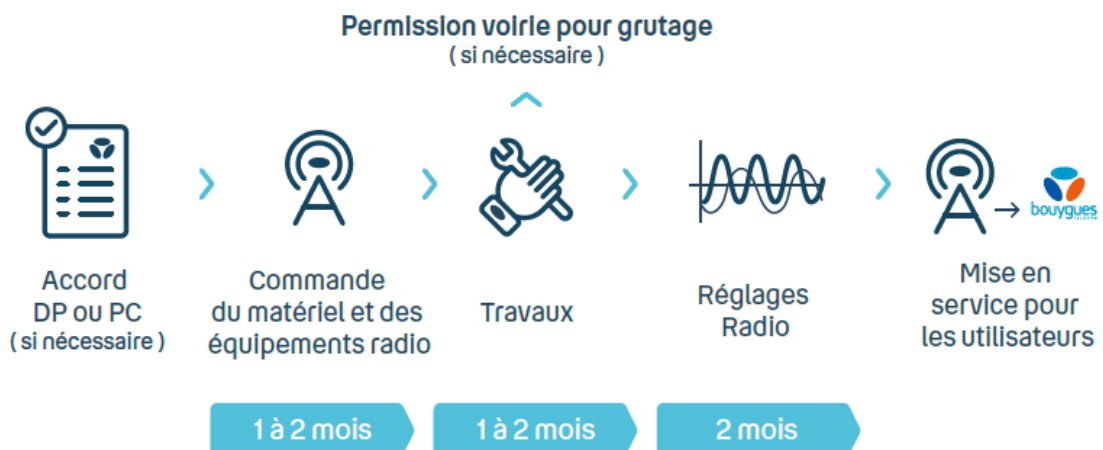 Permission voirie pour grutage
( si nécessaire )
Accord
DP ou PC
( si nécessaire )
Commande
du matériel et des
équipements radio
Travaux
Réglages
Radio
bouygues
TELECOM
Mise en
service pour
les utilisateurs
1 à 2 mois
1 à 2 mois
2 mois